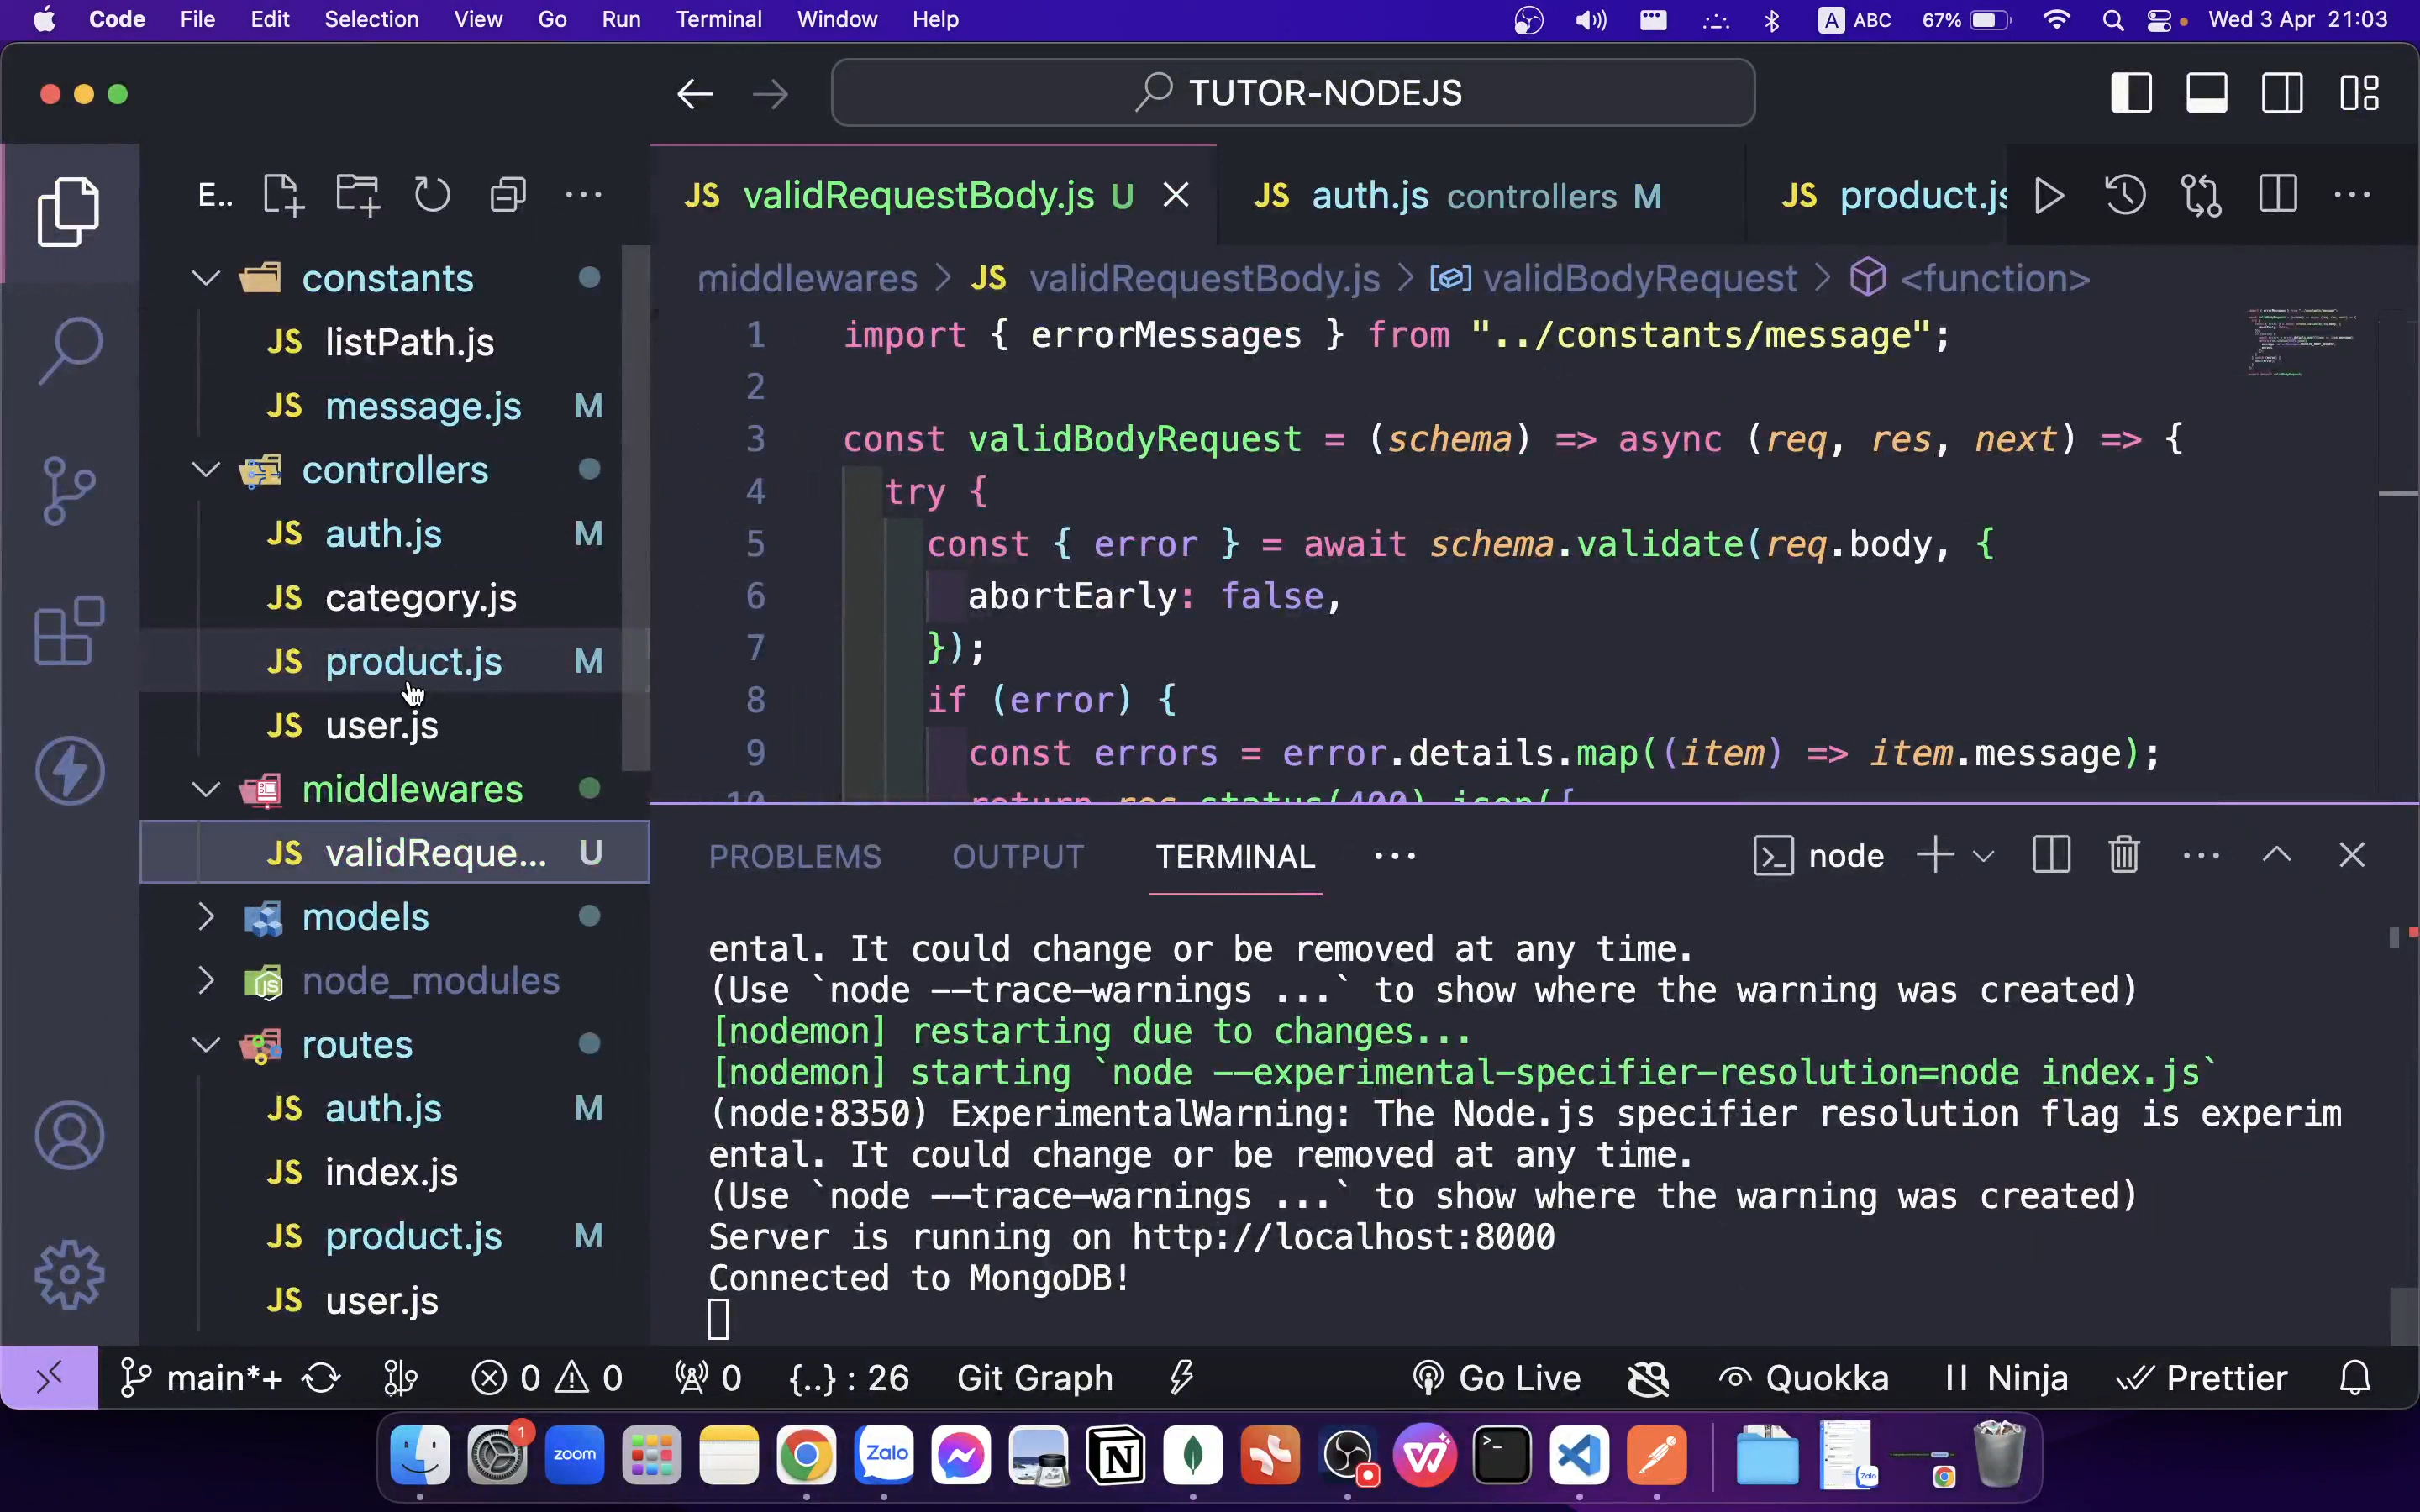 Code File Edit Selection View Go Run Terminal Window Help A ABC 67% Wed 3 Apr 21:03
TUTOR-NODEJS
E..
JS validRequestBody.js U
JS auth.js controllers M
JS product.js
constants
JS listPath.js
JS message.js M
controllers
JS auth.js M
JS category.js
JS product.js M
JS user.js
middlewares
JS validReque... U
models
node_modules
routes
JS auth.js M
JS index.js
JS product.js M
JS user.js
middlewares > JS validRequestBody.js > validBodyRequest > <function>
1 import { errorMessages } from "../constants/message";
2
3 const validBodyRequest = (schema) => async (req, res, next) => {
4 try {
5 const { error } = await schema.validate(req.body, {
6 abortEarly: false,
7 });
8 if (error) {
9 const errors = error.details.map((item) => item.message);
10 return res.status(400).json({
PROBLEMS OUTPUT TERMINAL ... node
ental. It could change or be removed at any time.
(Use `node --trace-warnings ...` to show where the warning was created)
[nodemon] restarting due to changes...
[nodemon] starting `node --experimental-specifier-resolution=node index.js`
(node:8350) ExperimentalWarning: The Node.js specifier resolution flag is experim
ental. It could change or be removed at any time.
(Use `node --trace-warnings ...` to show where the warning was created)
Server is running on http://localhost:8000
Connected to MongoDB!
main*+ 0 0 0 {..} : 26 Git Graph Go Live Quokka Ninja Prettier
1 zoom Zalo